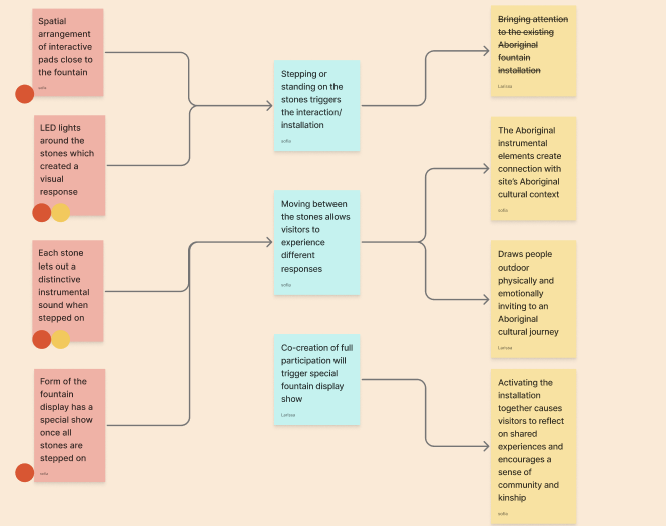 Spatial
arrangement
of interactive
pads close to
the fountain
sofia
LED lights
around the
stones which
created a
visual
response
Each stone
lets out a
distinctive
instrumental
sound when
stepped on
Form of the
fountain
display has a
special show
once all
stones are
stepped on
sofia
Stepping or
standing on the
stones triggers
the interaction/
installation
sofia
Moving between
the stones allows
visitors to
experience
different
responses
sofia
Co-creation of full
participation will
trigger special
fountain display
show
Larissa
Bringing attention
to the existing
Aboriginal
fountain
installation
Larissa
The Aboriginal
instrumental
elements create
connection with
site's Aboriginal
cultural context
sofia
Draws people
outdoor
physically and
emotionally
inviting to an
Aboriginal
cultural journey
Larissa
Activating the
installation
together causes
visitors to reflect
on shared
experiences and
encourages a
sense of
community and
kinship
sofia